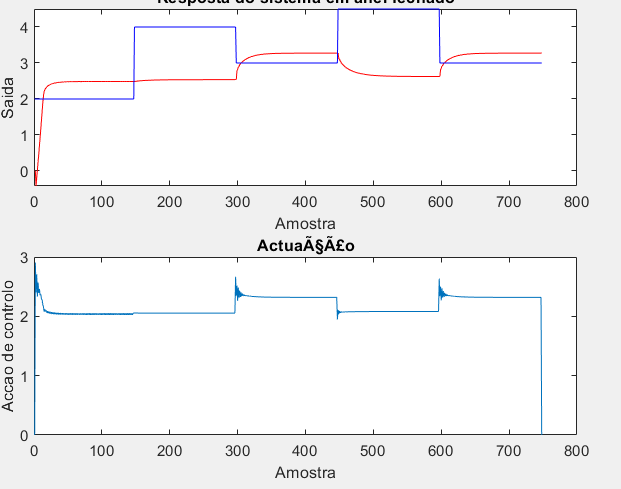 Resposta do sistema em anel fechado
4
3
2
1
0
Saida
0 100 200 300 400 500 600 700 800
Amostra
ActuaÃ§Ã£o
3
2
1
0
Accao de controlo
0 100 200 300 400 500 600 700 800
Amostra